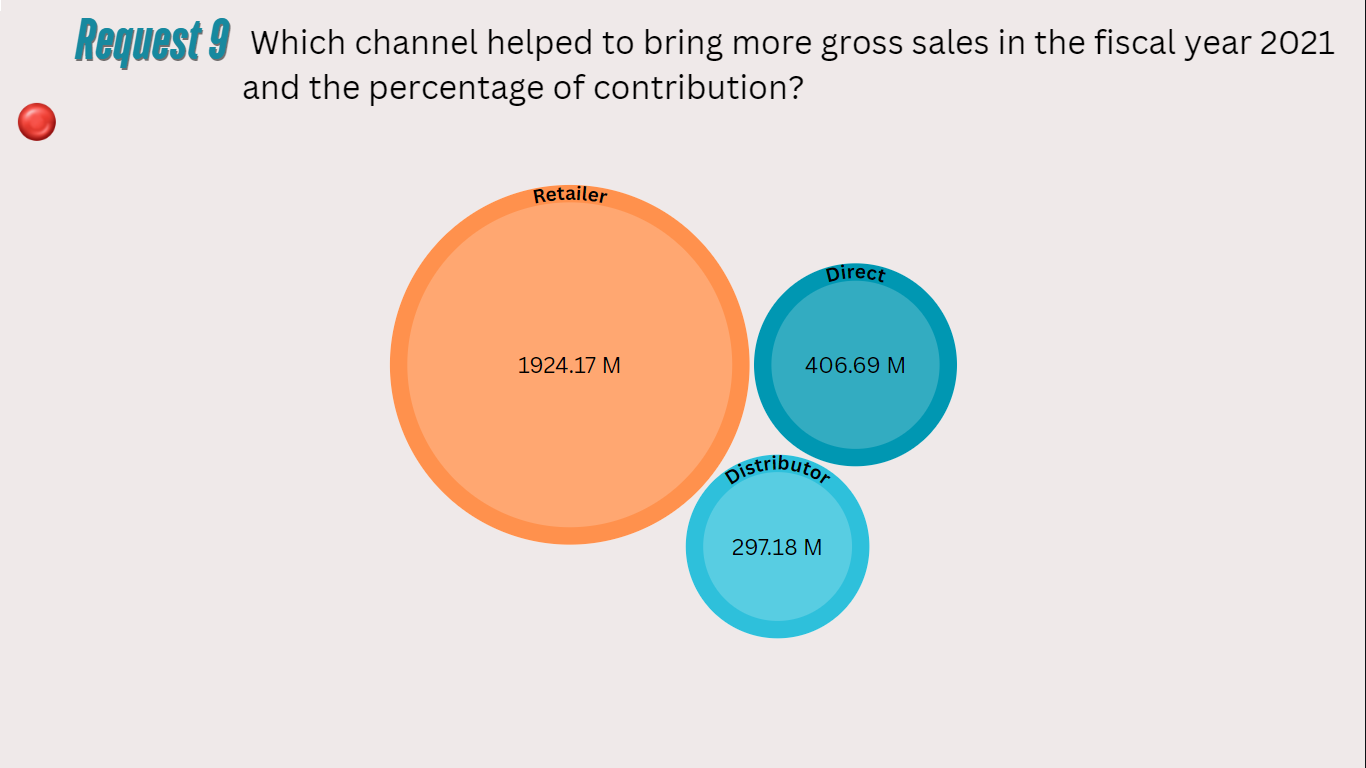 Request 9 Which channel helped to bring more gross sales in the fiscal year 2021
and the percentage of contribution?
Retailer
1924.17 M
Direct
406.69 M
Distributor
297.18 M